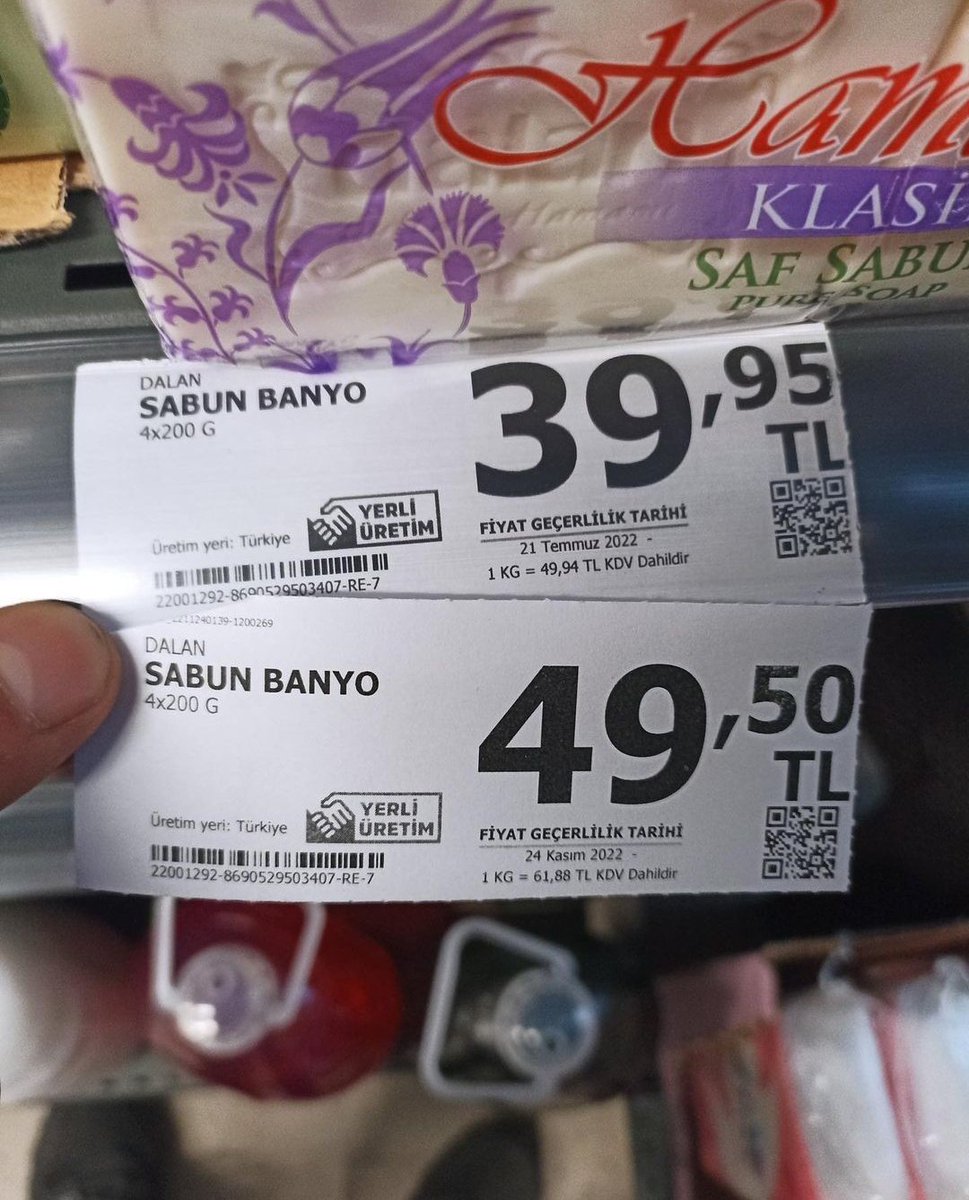 Ham
KLASİ
SAF SABU
PURE SOAP
DALAN
SABUN BANYO
4x200 G
39,95
TL
YERLİ
ÜRETİM
Üretim yeri: Türkiye
FİYAT GEÇERLİLİK TARİHİ
21 Temmuz 2022 -
1 KG = 49,94 TL KDV Dahildir
22001292-8690529503407-RE-7
DALAN
SABUN BANYO
4x200 G
49,50
TL
YERLİ
ÜRETİM
Üretim yeri: Türkiye
FİYAT GEÇERLİLİK TARİHİ
24 Kasım 2022 -
1 KG = 61,88 TL KDV Dahildir
22001292-8690529503407-RE-7